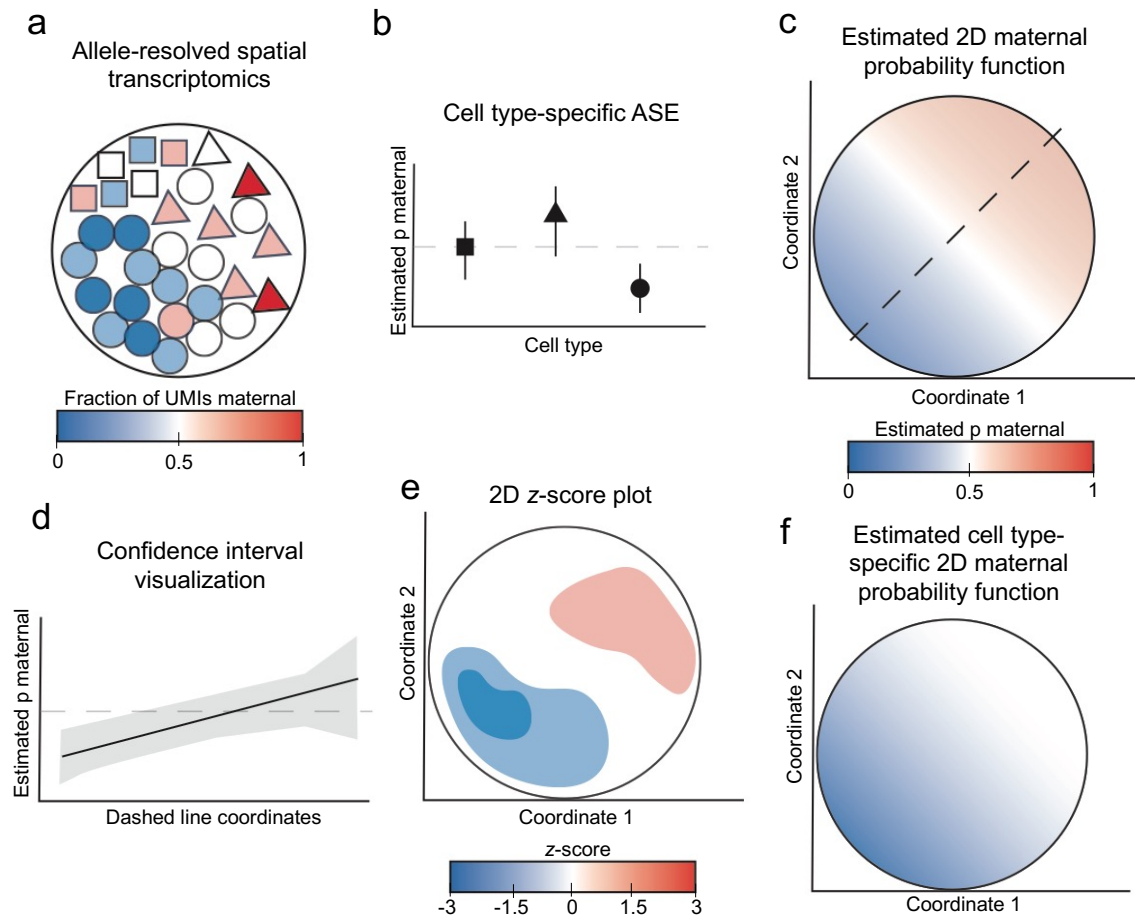 a
Allele-resolved spatial
transcriptomics
Fraction of UMIs maternal
0
0.5
1
b
Cell type-specific ASE
Estimated p maternal
Cell type
c
Estimated 2D maternal
probability function
Coordinate 2
Coordinate 1
Estimated p maternal
0
0.5
1
d
Confidence interval
visualization
Estimated p maternal
Dashed line coordinates
e
2D z-score plot
Coordinate 2
Coordinate 1
z-score
-3
-1.5
0
1.5
3
f
Estimated cell type-
specific 2D maternal
probability function
Coordinate 2
Coordinate 1